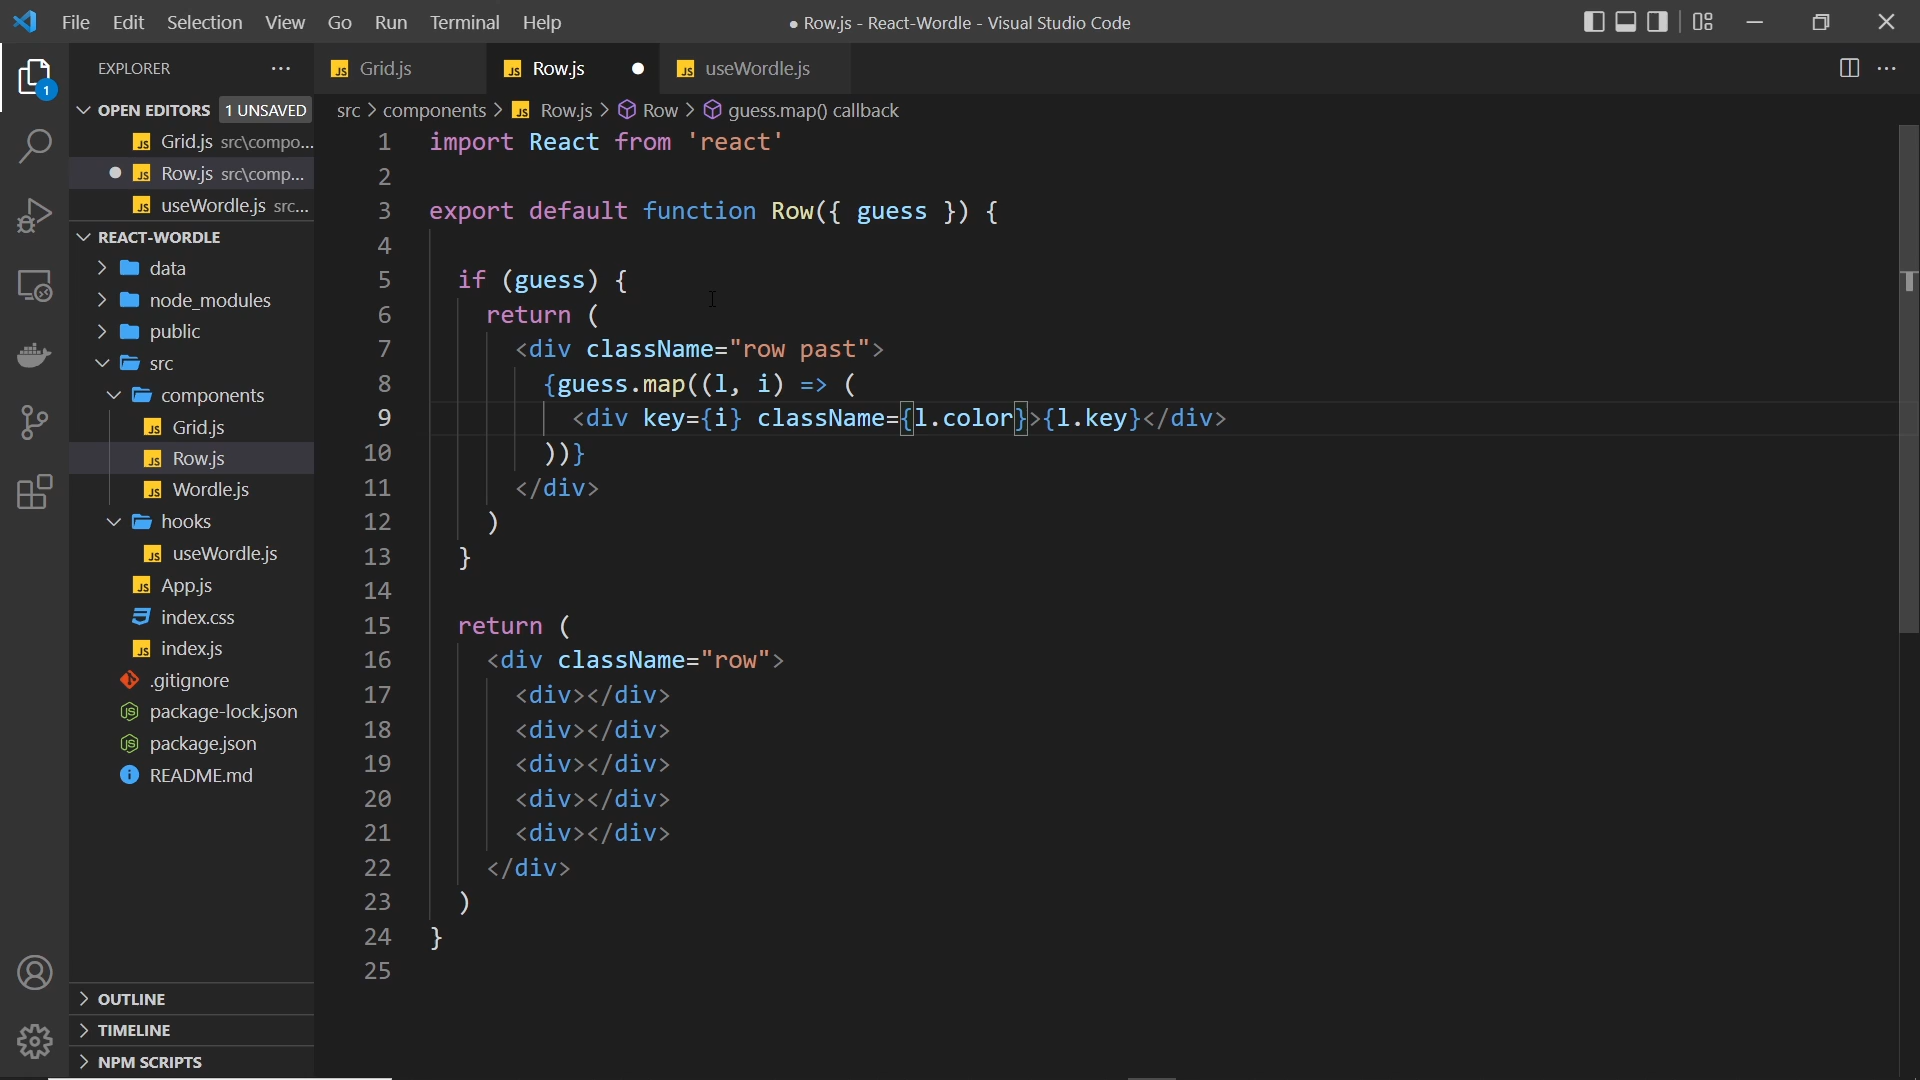 File Edit Selection View Go Run Terminal Help
● Row.js - React-Wordle - Visual Studio Code
EXPLORER
Grid.js
Row.js
useWordle.js
OPEN EDITORS 1 UNSAVED
Grid.js src\compo...
Row.js src\comp...
useWordle.js src...
REACT-WORDLE
data
node_modules
public
src
components
Grid.js
Row.js
Wordle.js
hooks
useWordle.js
App.js
index.css
index.js
.gitignore
package-lock.json
package.json
README.md
OUTLINE
TIMELINE
NPM SCRIPTS
1
src > components > Row.js > Row > guess.map() callback
1 import React from 'react'
2
3 export default function Row({ guess }) {
4
5 if (guess) {
6 return (
7 <div className="row past">
8 {guess.map((l, i) => (
9 <div key={i} className={l.color}>{l.key}</div>
10 ))}
11 </div>
12 )
13 }
14
15 return (
16 <div className="row">
17 <div></div>
18 <div></div>
19 <div></div>
20 <div></div>
21 <div></div>
22 </div>
23 )
24 }
25